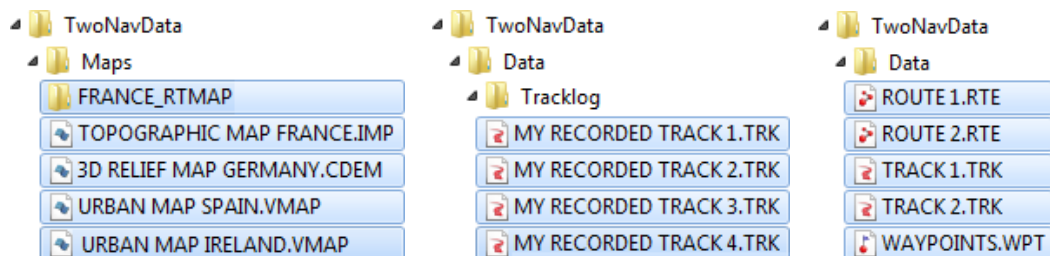 TwoNavData
Maps
FRANCE_RTMAP
TOPOGRAPHIC MAP FRANCE.IMP
3D RELIEF MAP GERMANY.CDEM
URBAN MAP SPAIN.VMAP
URBAN MAP IRELAND.VMAP
TwoNavData
Data
Tracklog
MY RECORDED TRACK 1.TRK
MY RECORDED TRACK 2.TRK
MY RECORDED TRACK 3.TRK
MY RECORDED TRACK 4.TRK
TwoNavData
Data
ROUTE 1.RTE
ROUTE 2.RTE
TRACK 1.TRK
TRACK 2.TRK
WAYPOINTS.WPT